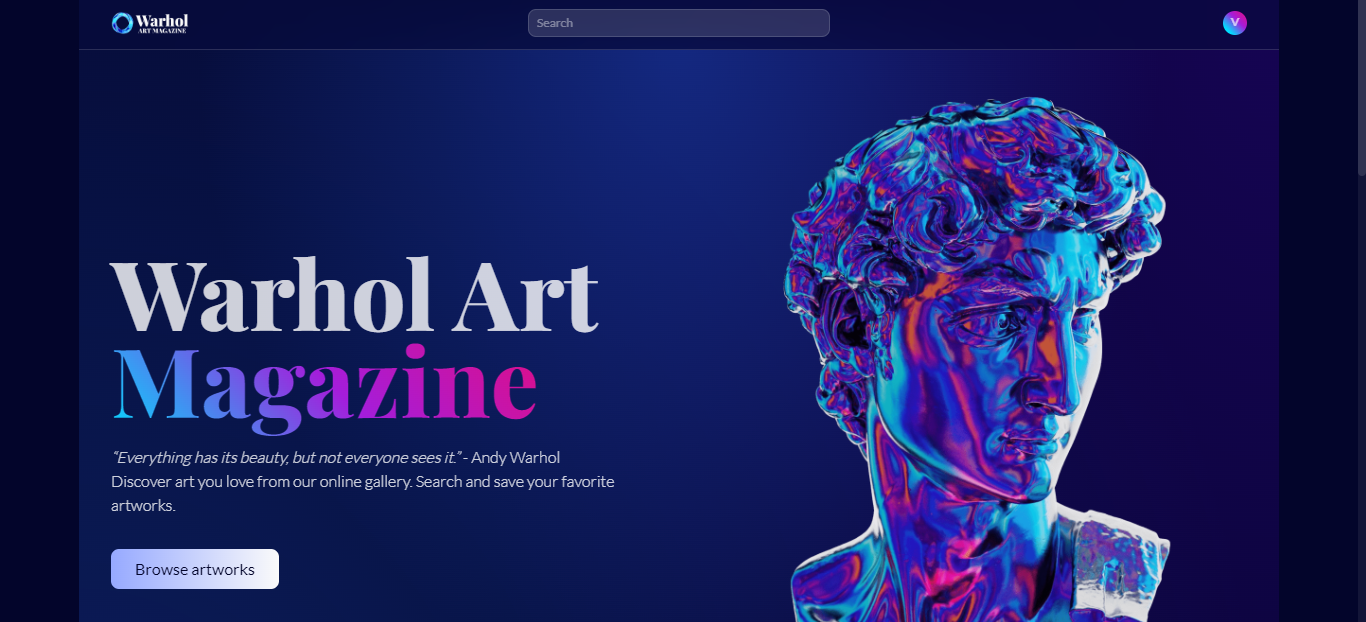 Warhol
ART MAGAZINE
Search
V
Warhol Art
Magazine
“Everything has its beauty, but not everyone sees it.” - Andy Warhol
Discover art you love from our online gallery. Search and save your favorite
artworks.
Browse artworks